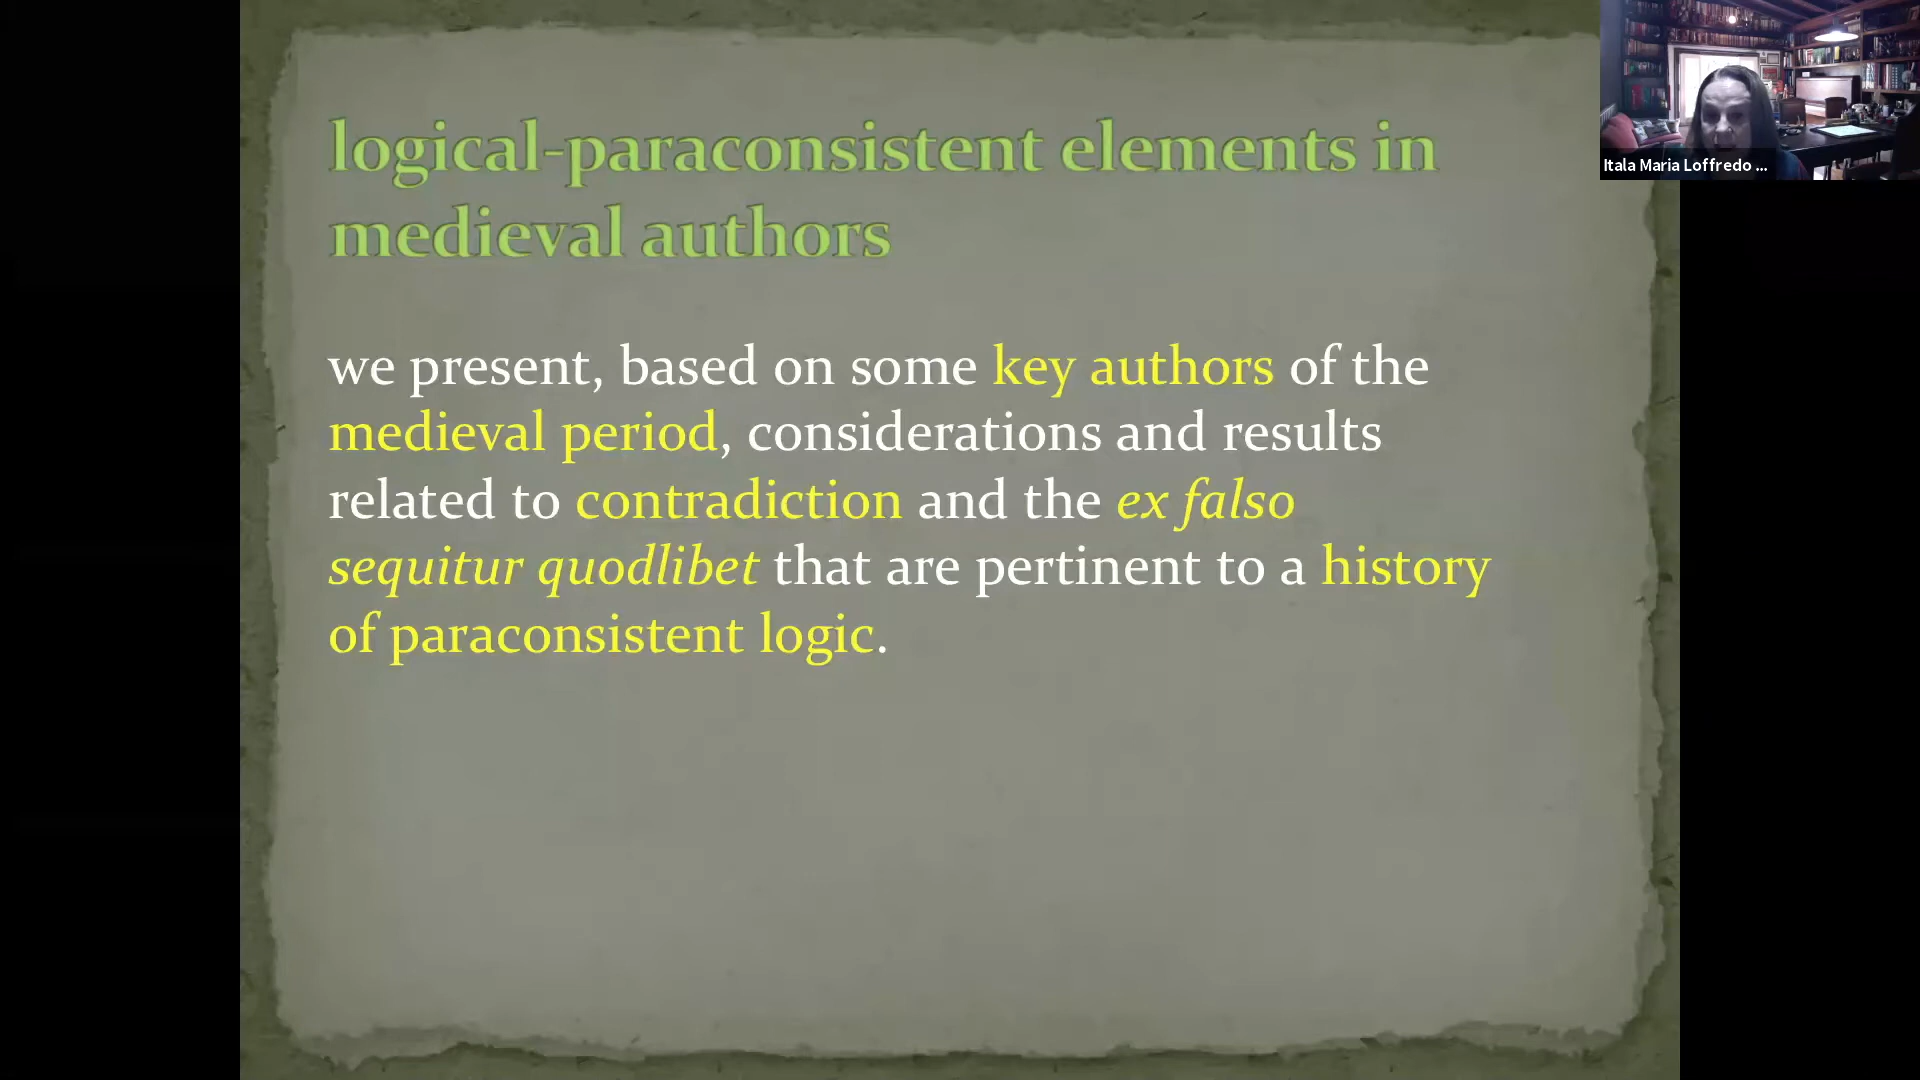 logical-paraconsistent elements in
medieval authors
we present, based on some key authors of the
medieval period, considerations and results
related to contradiction and the ex falso
sequitur quodlibet that are pertinent to a history
of paraconsistent logic.
Itala Maria Loffredo ...